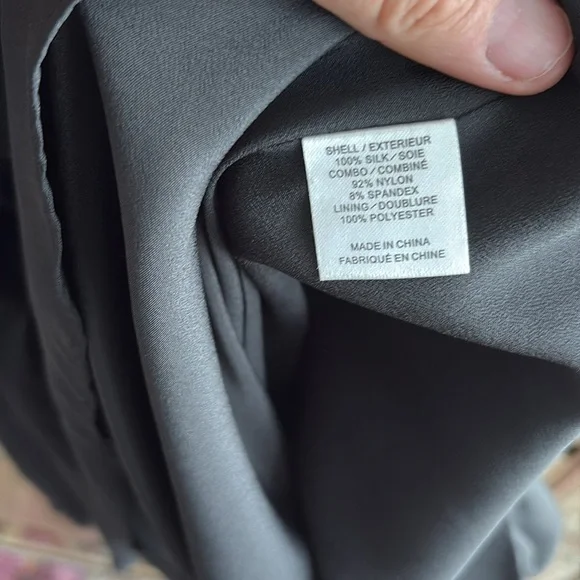 SHELL / EXTERIEUR
100% SILK/SOIE
COMBO/COMBINÉ
92% NYLON
8% SPANDEX
LINING/DOUBLURE
100% POLYESTER
MADE IN CHINA
FABRIQUÉ EN CHINE